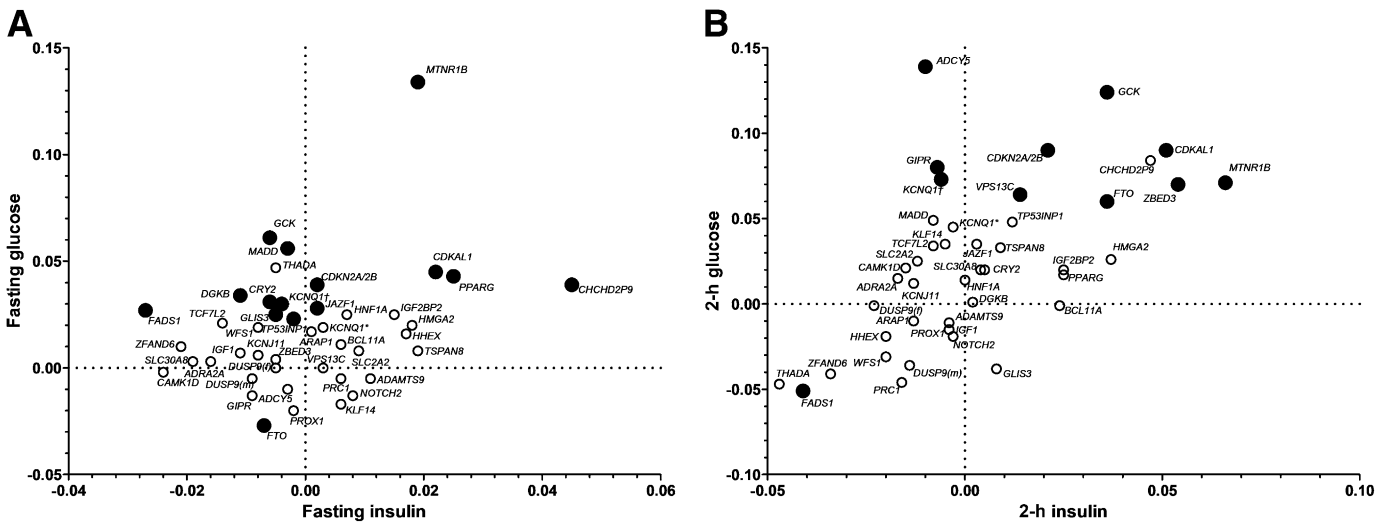 A
B
0.15
0.10
0.05
0.00
-0.05
Fasting glucose
-0.04
-0.02
0.00
0.02
0.04
0.06
Fasting insulin
MTNR1B
GCK
MADD
THADA
CDKAL1
PPARG
CHCHD2P9
CDKN2A/2B
DGKB
CRY2
KCNQ1†
JAZF1
HNF1A
IGF2BP2
FADS1
TCF7L2
GLIS3
HMGA2
WFS1
TP53INP1
KCNQ1*
HHEX
ZFAND6
IGF1
KCNJ11
ZBED3
ARAP1
BCL11A
TSPAN8
SLC30A8
ADRA2A
DUSP9(f)
VPS13C
SLC2A2
CAMK1D
DUSP9(m)
PRC1
ADAMTS9
GIPR
ADCY5
NOTCH2
PROX1
KLF14
FTO
0.15
0.10
0.05
0.00
-0.05
-0.10
2-h glucose
-0.05
0.00
0.05
0.10
2-h insulin
ADCY5
GCK
CDKN2A/2B
CDKAL1
GIPR
CHCHD2P9
MTNR1B
KCNQ1†
VPS13C
FTO
ZBED3
MADD
KCNQ1*
TP53INP1
KLF14
TCF7L2
JAZF1
TSPAN8
HMGA2
SLC2A2
CAMK1D
SLC30A8
CRY2
IGF2BP2
PPARG
ADRA2A
HNF1A
KCNJ11
DGKB
BCL11A
DUSP9(f)
ARAP1
ADAMTS9
PROX1
IGF1
HHEX
NOTCH2
ZFAND6
WFS1
DUSP9(m)
GLIS3
THADA
PRC1
FADS1